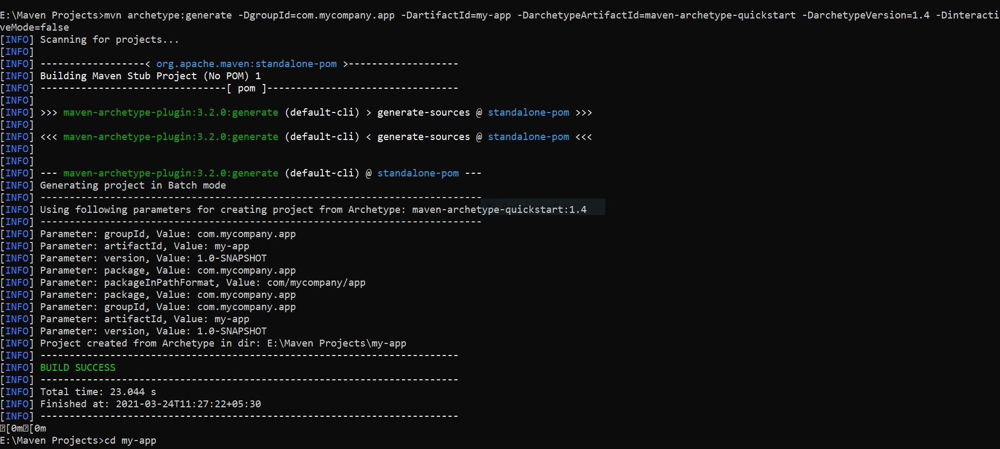 E:\Maven Projects>mvn archetype:generate -DgroupId=com.mycompany.app -DartifactId=my-app -DarchetypeArtifactId=maven-archetype-quickstart -DarchetypeVersion=1.4 -Dinteracti
veMode=false
[INFO] Scanning for projects...
[INFO]
[INFO] ------------------< org.apache.maven:standalone-pom >-------------------
[INFO] Building Maven Stub Project (No POM) 1
[INFO] --------------------------------[ pom ]---------------------------------
[INFO]
[INFO] >>> maven-archetype-plugin:3.2.0:generate (default-cli) > generate-sources @ standalone-pom >>>
[INFO]
[INFO] <<< maven-archetype-plugin:3.2.0:generate (default-cli) < generate-sources @ standalone-pom <<<
[INFO]
[INFO]
[INFO] --- maven-archetype-plugin:3.2.0:generate (default-cli) @ standalone-pom ---
[INFO] Generating project in Batch mode
[INFO] ----------------------------------------------------------------------------
[INFO] Using following parameters for creating project from Archetype: maven-archetype-quickstart:1.4
[INFO] ----------------------------------------------------------------------------
[INFO] Parameter: groupId, Value: com.mycompany.app
[INFO] Parameter: artifactId, Value: my-app
[INFO] Parameter: version, Value: 1.0-SNAPSHOT
[INFO] Parameter: package, Value: com.mycompany.app
[INFO] Parameter: packageInPathFormat, Value: com/mycompany/app
[INFO] Parameter: package, Value: com.mycompany.app
[INFO] Parameter: groupId, Value: com.mycompany.app
[INFO] Parameter: artifactId, Value: my-app
[INFO] Parameter: version, Value: 1.0-SNAPSHOT
[INFO] Project created from Archetype in dir: E:\Maven Projects\my-app
[INFO] ------------------------------------------------------------------------
[INFO] BUILD SUCCESS
[INFO] ------------------------------------------------------------------------
[INFO] Total time: 23.044 s
[INFO] Finished at: 2021-03-24T11:27:22+05:30
[INFO] ------------------------------------------------------------------------
[0m[0m
E:\Maven Projects>cd my-app